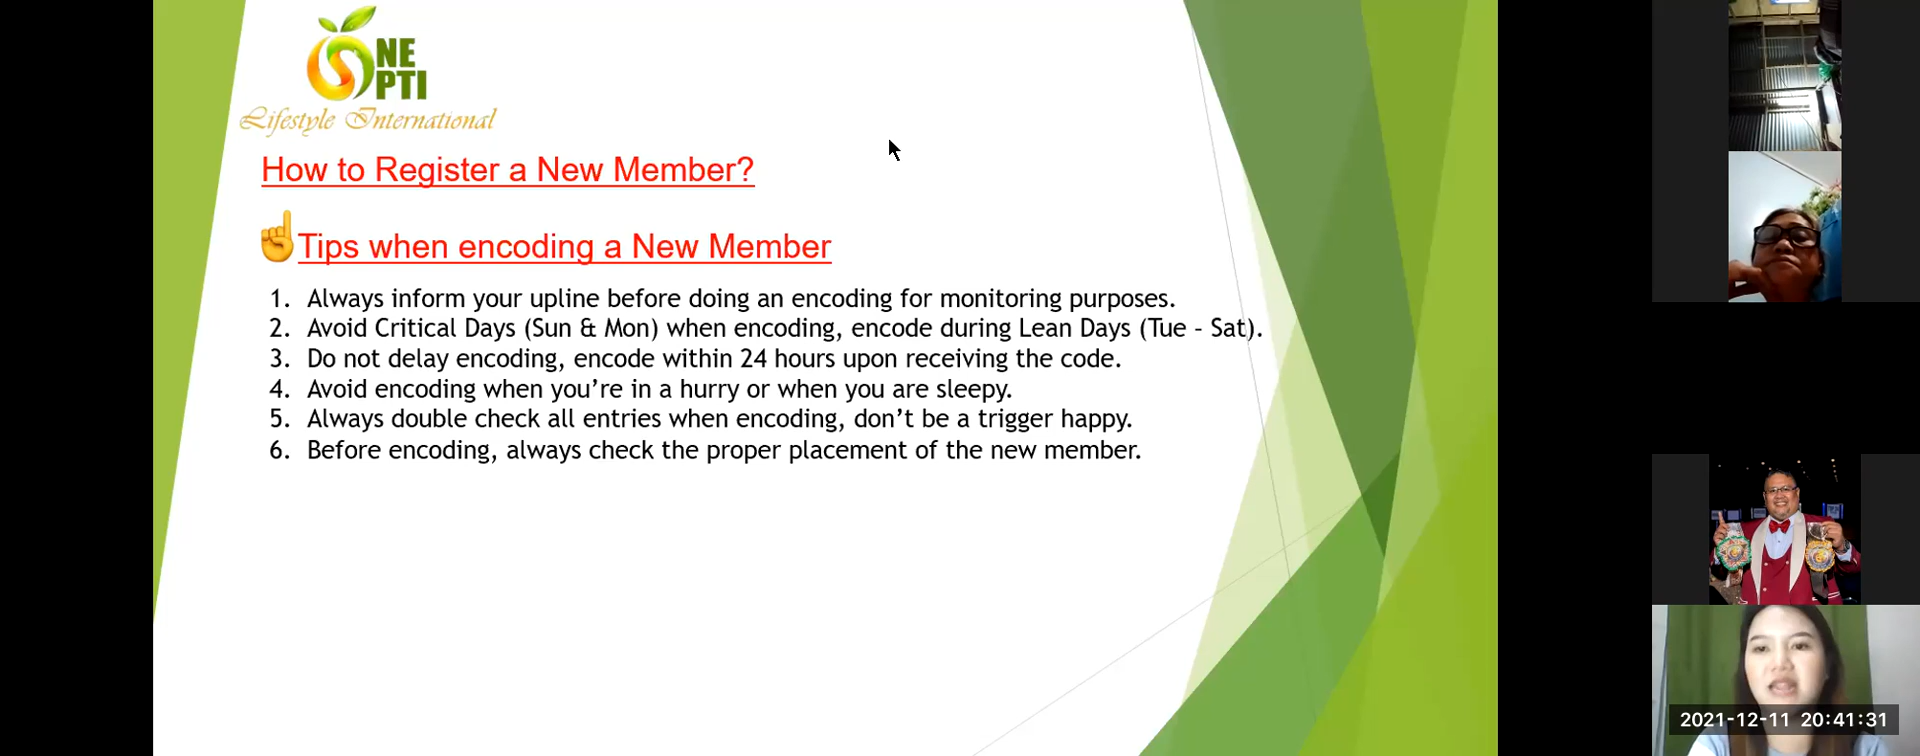 ONE
OPTI
Lifestyle International
How to Register a New Member?
☝Tips when encoding a New Member
1. Always inform your upline before doing an encoding for monitoring purposes.
2. Avoid Critical Days (Sun & Mon) when encoding, encode during Lean Days (Tue - Sat).
3. Do not delay encoding, encode within 24 hours upon receiving the code.
4. Avoid encoding when you’re in a hurry or when you are sleepy.
5. Always double check all entries when encoding, don’t be a trigger happy.
6. Before encoding, always check the proper placement of the new member.
2021-12-11 20:41:31